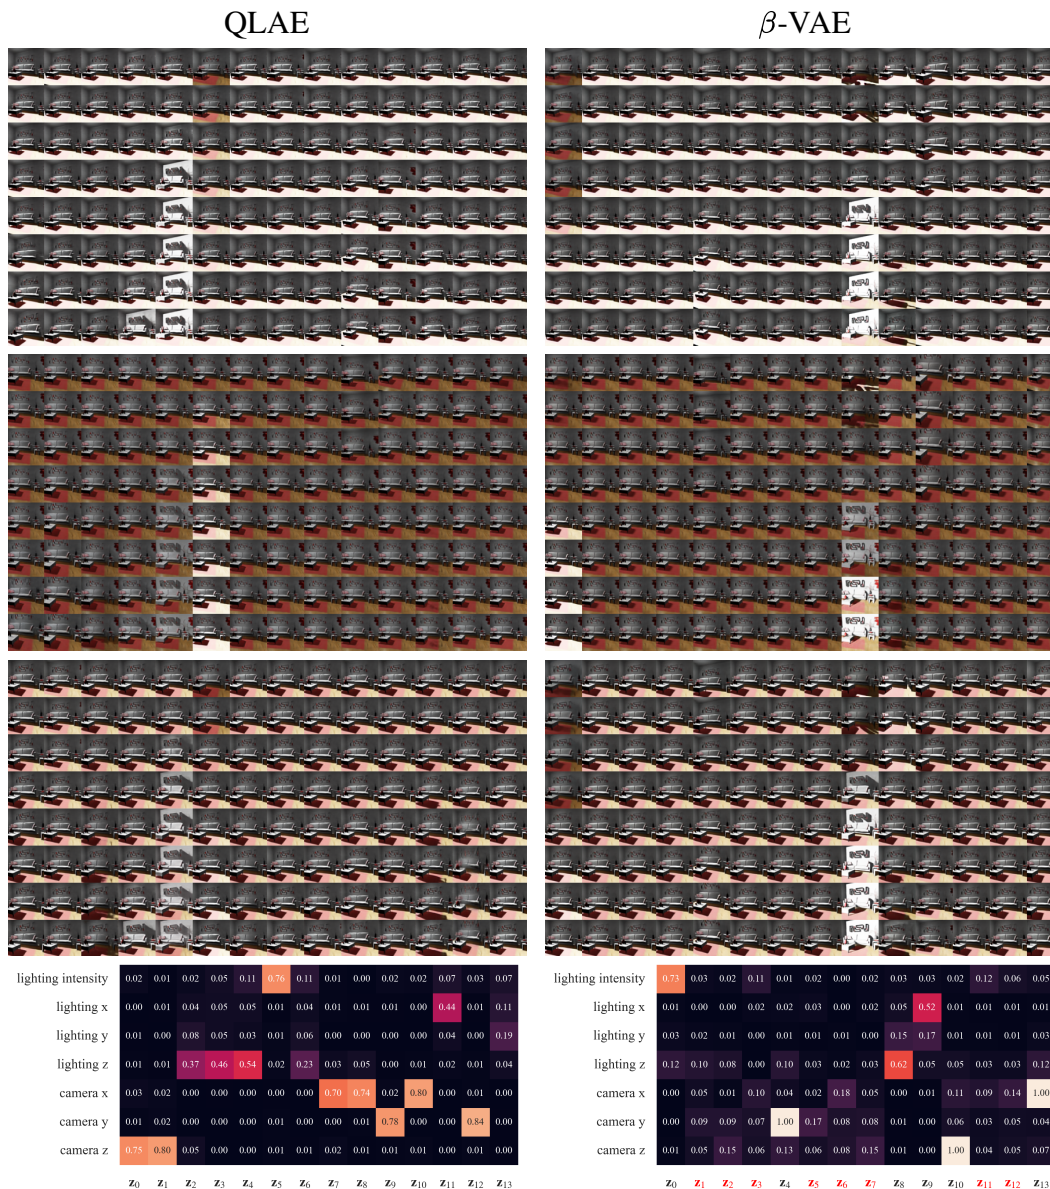 QLAE
β-VAE
lighting intensity 0.02 0.01 0.02 0.05 0.11 0.76 0.11 0.01 0.00 0.02 0.02 0.07 0.03 0.07
lighting x 0.00 0.01 0.04 0.05 0.05 0.01 0.04 0.01 0.01 0.01 0.00 0.44 0.01 0.11
lighting y 0.01 0.00 0.08 0.05 0.03 0.01 0.06 0.00 0.00 0.00 0.00 0.04 0.00 0.19
lighting z 0.01 0.01 0.37 0.46 0.54 0.02 0.23 0.03 0.05 0.00 0.01 0.02 0.01 0.04
camera x 0.03 0.02 0.00 0.00 0.00 0.00 0.00 0.70 0.74 0.00 0.80 0.00 0.01 0.00
camera y 0.01 0.02 0.00 0.00 0.00 0.01 0.00 0.00 0.01 0.78 0.00 0.00 0.84 0.00
camera z 0.75 0.80 0.05 0.00 0.00 0.00 0.00 0.02 0.00 0.01 0.01 0.01 0.01 0.00
z0 z1 z2 z3 z4 z5 z6 z7 z8 z9 z10 z11 z12 z13
lighting intensity 0.73 0.03 0.02 0.11 0.01 0.02 0.00 0.02 0.03 0.03 0.02 0.12 0.06 0.05
lighting x 0.01 0.01 0.00 0.02 0.02 0.03 0.00 0.02 0.05 0.52 0.01 0.01 0.01 0.01
lighting y 0.03 0.02 0.01 0.01 0.00 0.00 0.01 0.00 0.15 0.17 0.01 0.01 0.01 0.03
lighting z 0.12 0.10 0.08 0.00 0.10 0.03 0.02 0.03 0.62 0.05 0.05 0.03 0.03 0.12
camera x 0.00 0.05 0.01 0.10 0.04 0.02 0.18 0.05 0.00 0.01 0.11 0.09 0.14 1.00
camera y 0.00 0.09 0.09 0.07 1.00 0.17 0.08 0.08 0.01 0.00 0.06 0.03 0.05 0.04
camera z 0.01 0.05 0.15 0.06 0.13 0.06 0.08 0.15 0.01 0.00 1.00 0.04 0.05 0.07
z0 z1 z2 z3 z4 z5 z6 z7 z8 z9 z10 z11 z12 z13